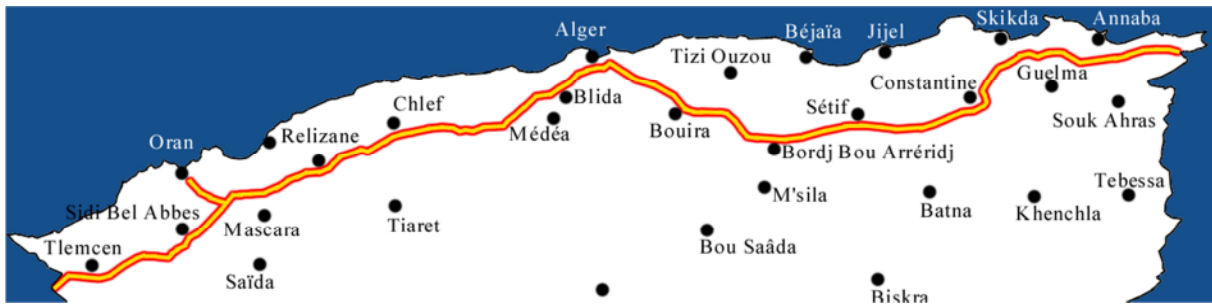 Skikda
Annaba
Alger
Béjaïa
Jijel
Tizi Ouzou
Guelma
Constantine
Chlef
Blida
Sétif
Souk Ahras
Médéa
Bouira
Oran
Relizane
Bordj Bou Arréridj
Tebessa
M'sila
Sidi Bel Abbes
Mascara
Tiaret
Batna
Khenchla
Tlemcen
Bou Saâda
Saïda
Biskra